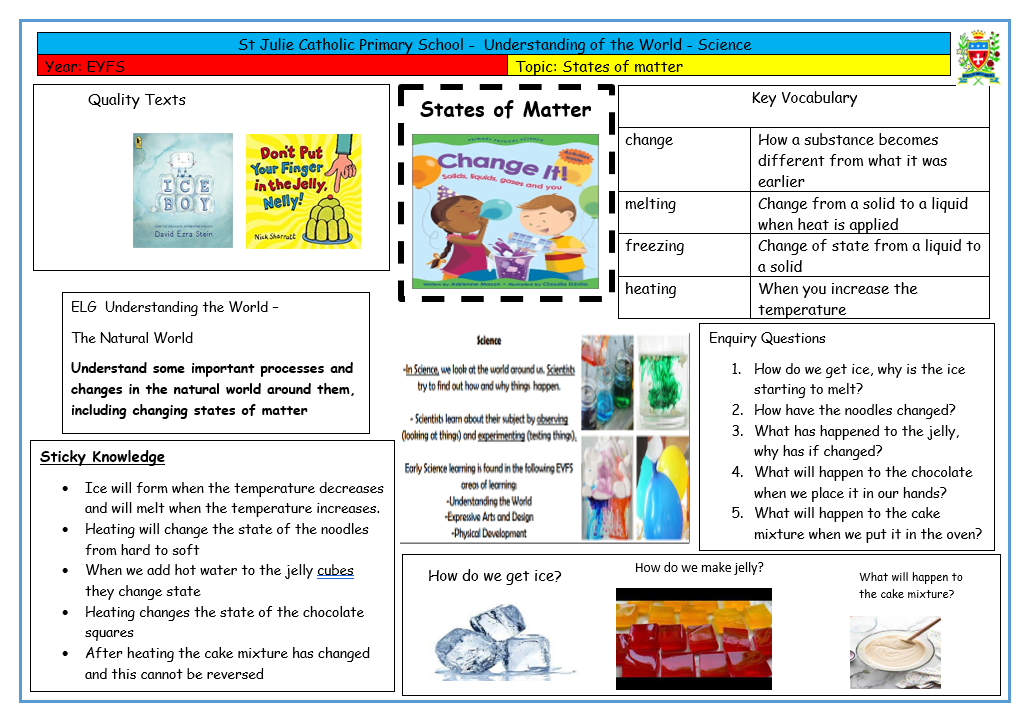 St Julie Catholic Primary School - Understanding of the World - Science
Year: EYFS
Topic: States of matter
Quality Texts
ICE
BOY
David Ezra Stein
Don't Put
Your Finger
in the Jelly,
Nelly!
Nick Sharratt
States of Matter
PRIMARY PHYSICAL SCIENCE
Change It!
Solids, liquids, gases and you
Written by Adrienne Mason • Illustrated by Claudia Dávila
Key Vocabulary
change
How a substance becomes
different from what it was
earlier
melting
Change from a solid to a liquid
when heat is applied
freezing
Change of state from a liquid to
a solid
heating
When you increase the
temperature
ELG Understanding the World –
The Natural World
Understand some important processes and
changes in the natural world around them,
including changing states of matter
Sticky Knowledge
• Ice will form when the temperature decreases
and will melt when the temperature increases.
• Heating will change the state of the noodles
from hard to soft
• When we add hot water to the jelly cubes
they change state
• Heating changes the state of the chocolate
squares
• After heating the cake mixture has changed
and this cannot be reversed
Science
-In Science, we look at the world around us. Scientists
try to find out how and why things happen.
- Scientists learn about their subject by observing
(looking at things) and experimenting (testing things).
Early Science learning is found in the following EYFS
areas of learning:
-Understanding the World
-Expressive Arts and Design
-Physical Development
Enquiry Questions
1. How do we get ice, why is the ice
starting to melt?
2. How have the noodles changed?
3. What has happened to the jelly,
why has if changed?
4. What will happen to the chocolate
when we place it in our hands?
5. What will happen to the cake
mixture when we put it in the oven?
How do we get ice?
How do we make jelly?
What will happen to
the cake mixture?